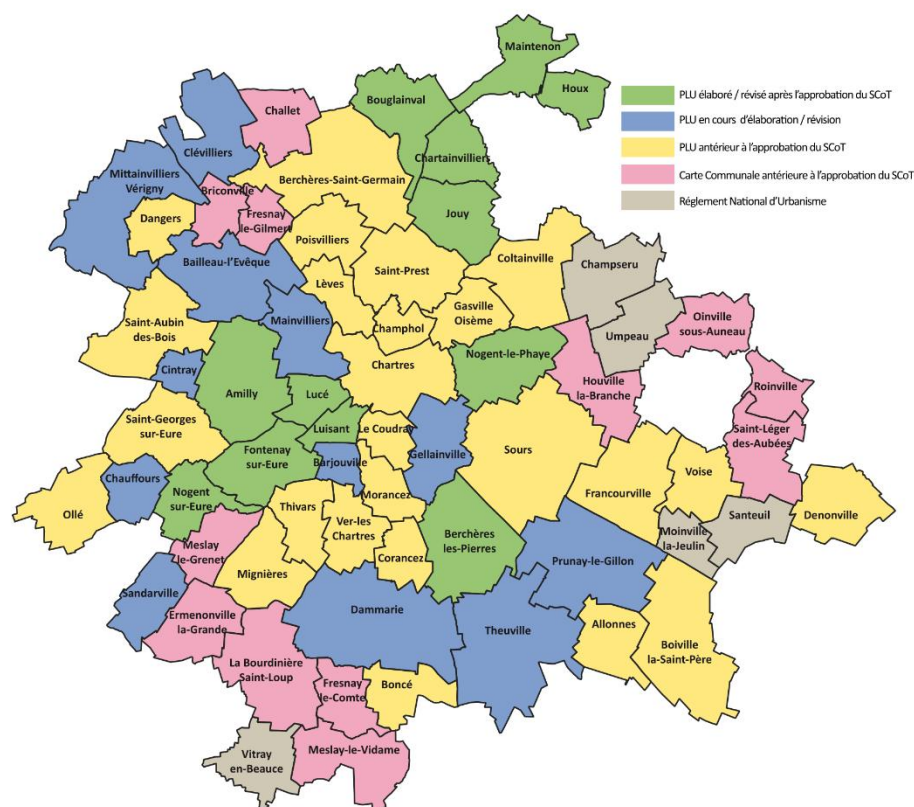 Maintenon
Houx
Bouglainval
Challet
Clévilliers
Chartainvilliers
Mittainvilliers
Vérigny
Briconville
Berchères-Saint-Germain
Dangers
Fresnay
le-Gilmert
Jouy
Poisvilliers
Bailleau-l'Evêque
Saint-Prest
Coltainville
Champseru
Lèves
Gasville
Oisème
Mainvilliers
Champhol
Saint-Aubin
des-Bois
Umpeau
Oinville
sous-Auneau
Chartres
Nogent-le-Phaye
Cintray
Amilly
Lucé
Houville
la-Branche
Roinville
Saint-Georges
sur-Eure
Luisant
Le Coudray
Saint-Léger
des-Aubées
Fontenay
sur-Eure
Barjouville
Gellainville
Sours
Voise
Chauffours
Nogent
sur-Eure
Morancez
Francourville
Ollé
Thivars
Ver-les
Chartres
Santeuil
Denonville
Moinville
la-Jeulin
Meslay
le-Grenet
Corancez
Berchères
les-Pierres
Prunay-le-Gillon
Mignières
Sandarville
Ermenonville
la-Grande
Dammarie
Theuville
Allonnes
Boiville
la-Saint-Père
La Bourdinière
Saint-Loup
Fresnay
le-Comte
Boncé
Vitray
en-Beauce
Meslay-le-Vidame
PLU élaboré / révisé après l'approbation du SCoT
PLU en cours d'élaboration / révision
PLU antérieur à l'approbation du SCoT
Carte Communale antérieure à l'approbation du SCoT
Réglement National d'Urbanisme